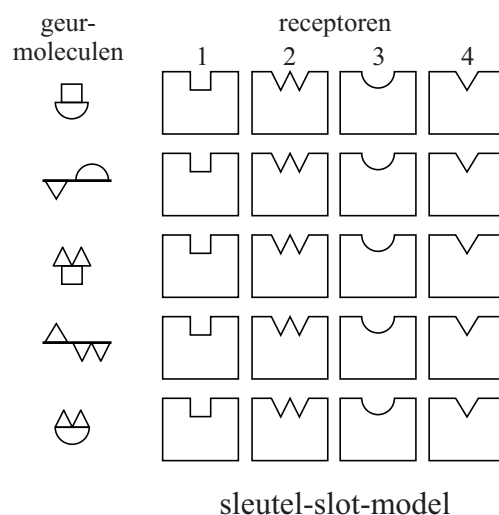 geur-
moleculen
receptoren
1 2 3 4
sleutel-slot-model